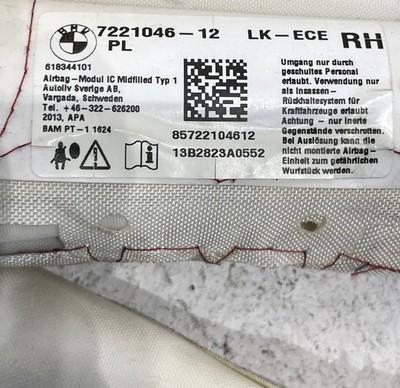 BMW
7221046-12 LK-ECE RH
PL
618344101
Airbag-Modul IC Midfilled Typ 1
Autoliv Sverige AB,
Vargada, Schweden
Tel. +46-322-626200
2013, APA
BAM PT-1 1624
85722104612
13B2823A0552
Umgang nur durch
geschultes Personal
erlaubt. Verwendung nur
als Insassen-
Rückhaltesystem für
Kraftfahrzeuge erlaubt
Achtung - nur inerte
Gegenstände verschrotten.
Bei Auslösung kann die
nicht montierte Airbag-
Einheit zum gefährlichen
Wurfstück werden.